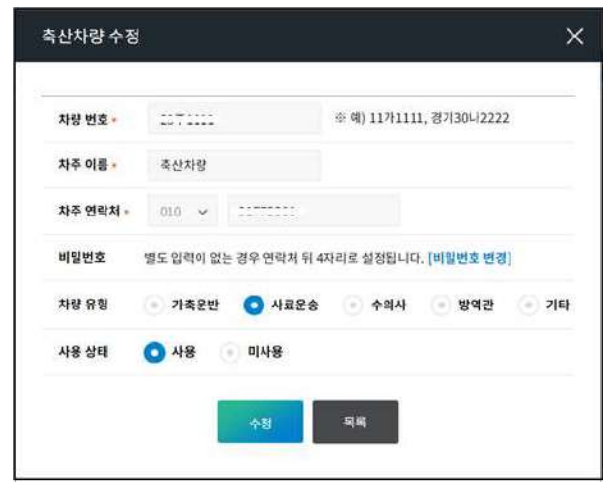 축산차량 수정
차량 번호 * ※ 예) 11가1111, 경기30나2222
차주 이름 * 축산차량
차주 연락처 * 010
비밀번호 별도 입력이 없는 경우 연락처 뒤 4자리로 설정됩니다. [비밀번호 변경]
차량 유형 가축운반 사료운송 수의사 방역관 기타
사용 상태 사용 미사용
수정 목록